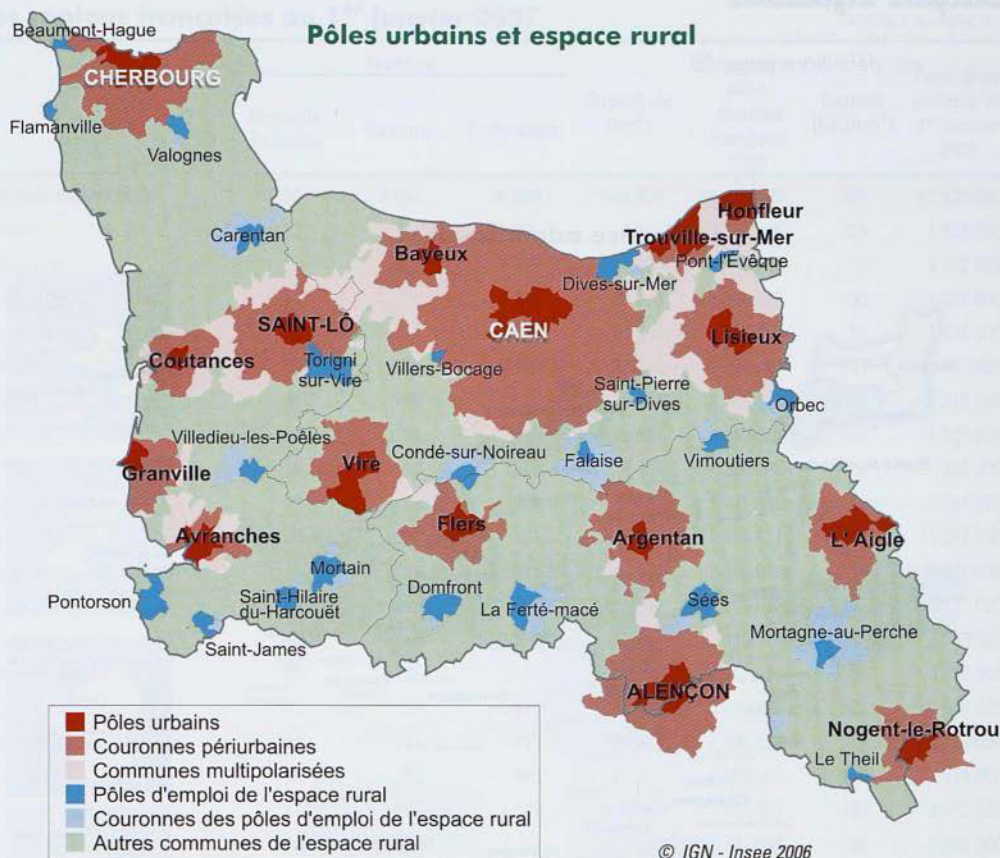 Pôles urbains et espace rural
Beaumont-Hague
CHERBOURG
Flamanville
Valognes
Carentan
Honfleur
Trouville-sur-Mer
Pont-l'Evêque
Bayeux
Dives-sur-Mer
SAINT-LÔ
CAEN
Lisieux
Coutances
Torigni
sur-Vire
Villers-Bocage
Saint-Pierre
sur-Dives
Orbec
Villedieu-les-Poêles
Granville
Vire
Condé-sur-Noireau
Falaise
Vimoutiers
Avranches
Flers
Argentan
L'Aigle
Mortain
Pontorson
Saint-Hilaire
du-Harcouët
Domfront
La Ferté-macé
Sées
Saint-James
Mortagne-au-Perche
ALENÇON
Nogent-le-Rotrou
Le Theil
Pôles urbains
Couronnes périurbaines
Communes multipolarisées
Pôles d'emploi de l'espace rural
Couronnes des pôles d'emploi de l'espace rural
Autres communes de l'espace rural
© IGN - Insee 2006